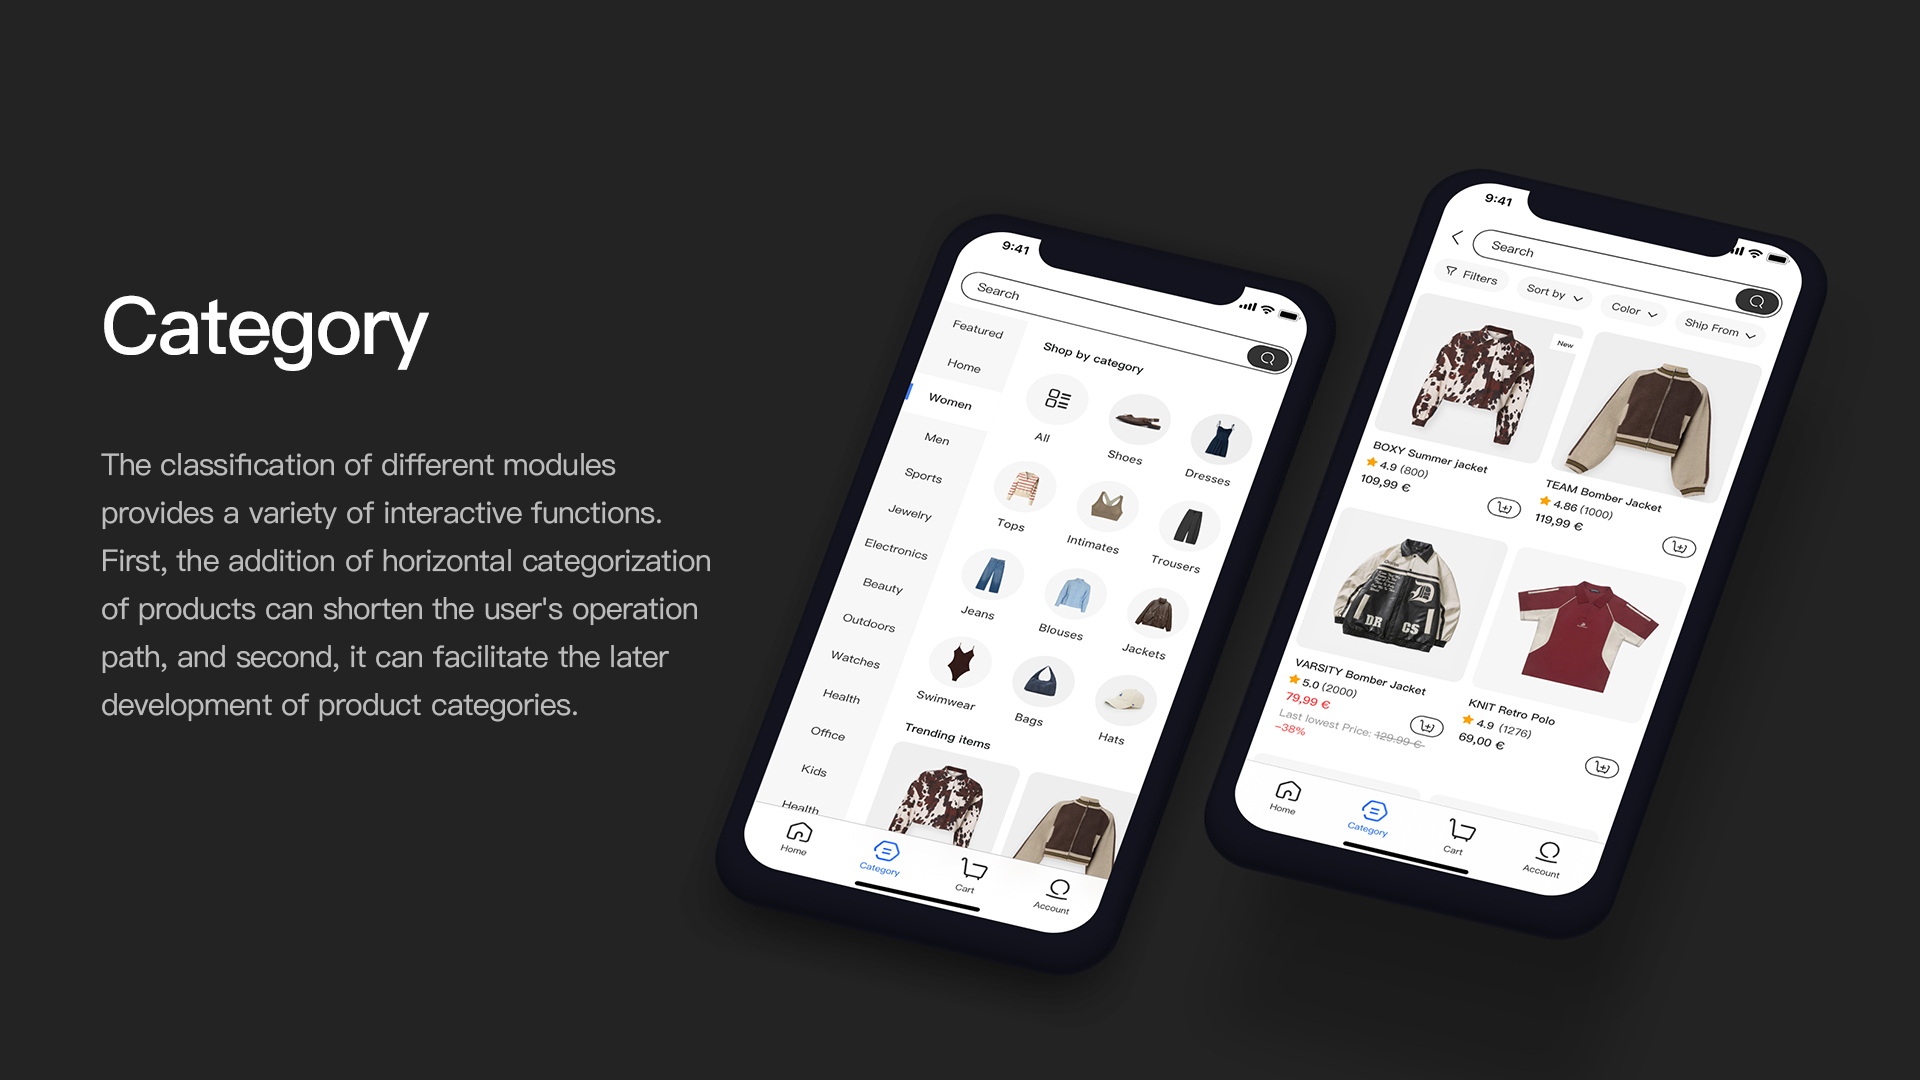 Category
The classification of different modules
provides a variety of interactive functions.
First, the addition of horizontal categorization
of products can shorten the user's operation
path, and second, it can facilitate the later
development of product categories.
9:41
Search
Featured
Home
Women
Men
Sports
Jewelry
Electronics
Beauty
Outdoors
Watches
Health
Office
Kids
Health
Shop by category
All
Shoes
Dresses
Tops
Intimates
Trousers
Jeans
Blouses
Jackets
Swimwear
Bags
Hats
Trending items
Home
Category
Cart
Account
9:41
Search
Filters
Sort by
Color
Ship From
New
BOXY Summer jacket
4.9 (800)
109,99 €
TEAM Bomber Jacket
4.86 (1000)
119,99 €
DR CS
VARSITY Bomber Jacket
5.0 (2000)
79,99 €
Last lowest Price: 129.99 €
-38%
KNIT Retro Polo
4.9 (1276)
69,00 €
Home
Category
Cart
Account